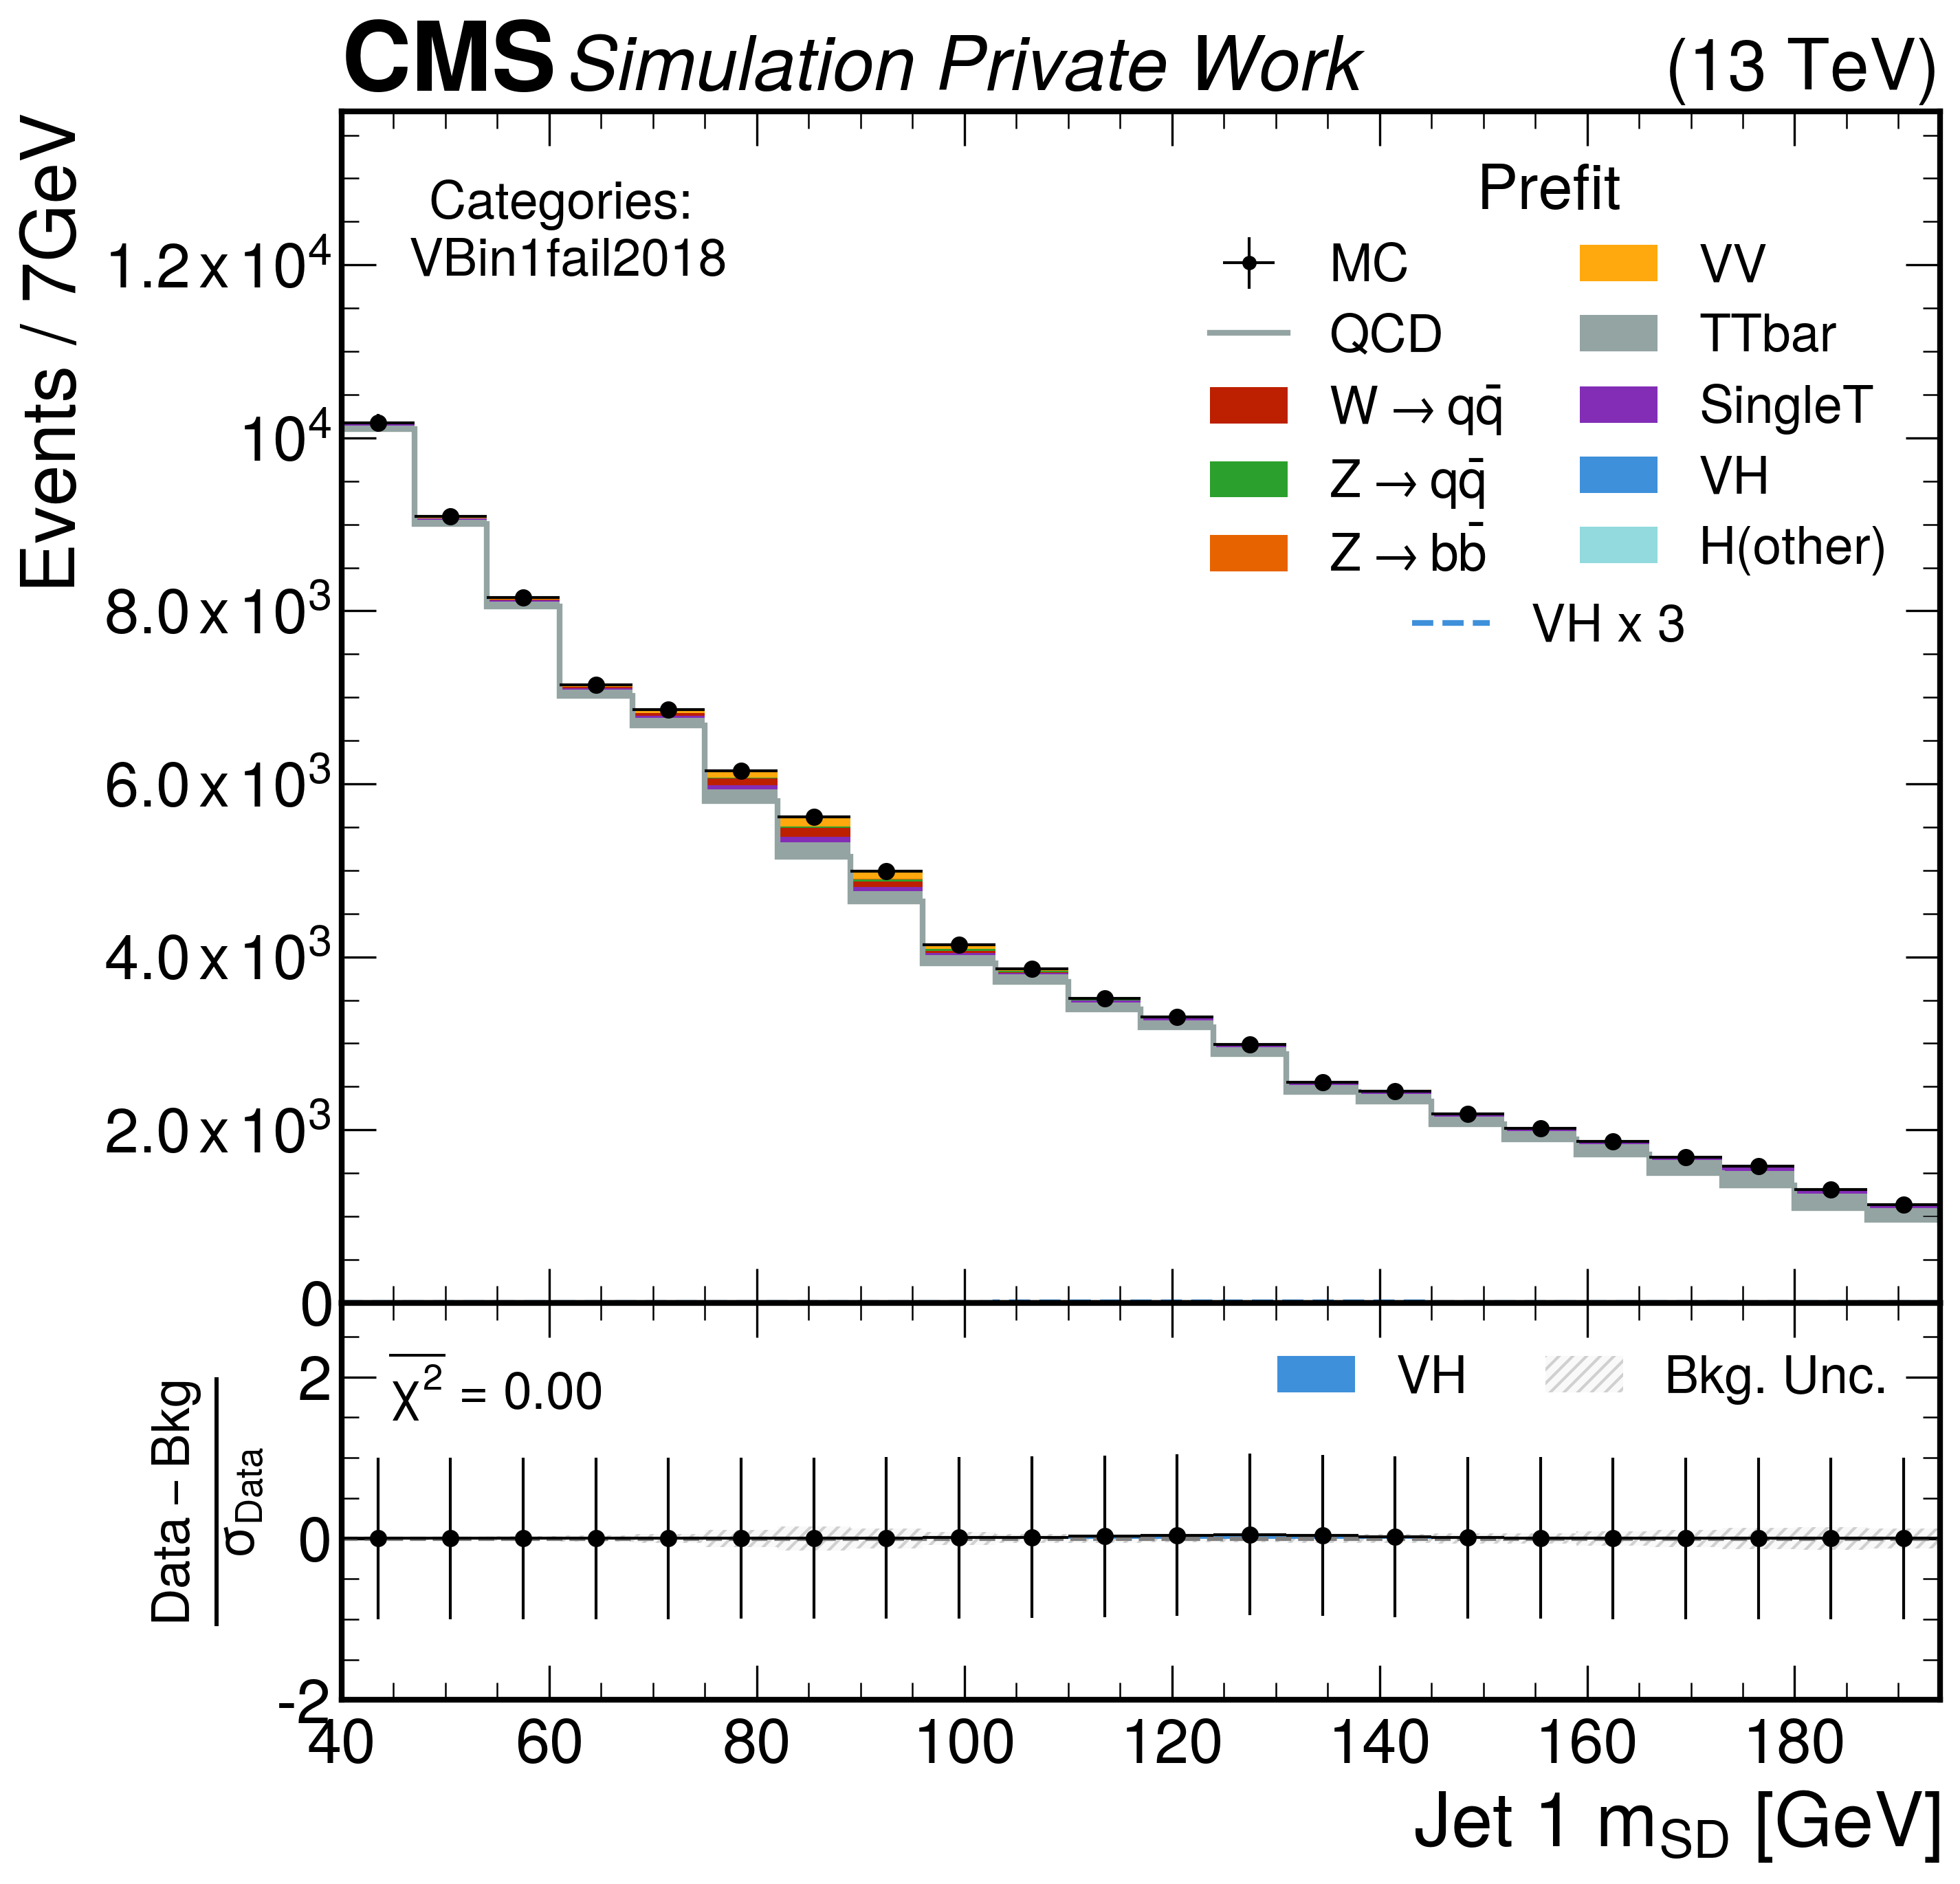 CMS Simulation Private Work (13 TeV)
Events / 7GeV
Categories:
VBin1fail2018
Prefit
MC
QCD
W → qq̄
Z → qq̄
Z → bb̄
VV
TTbar
SingleT
VH
H(other)
VH x 3
1.2 x 10⁴
10⁴
8.0 x 10³
6.0 x 10³
4.0 x 10³
2.0 x 10³
0
Data − Bkg
σ_Data
2
0
-2
χ² = 0.00
VH
Bkg. Unc.
40 60 80 100 120 140 160 180
Jet 1 m_SD [GeV]